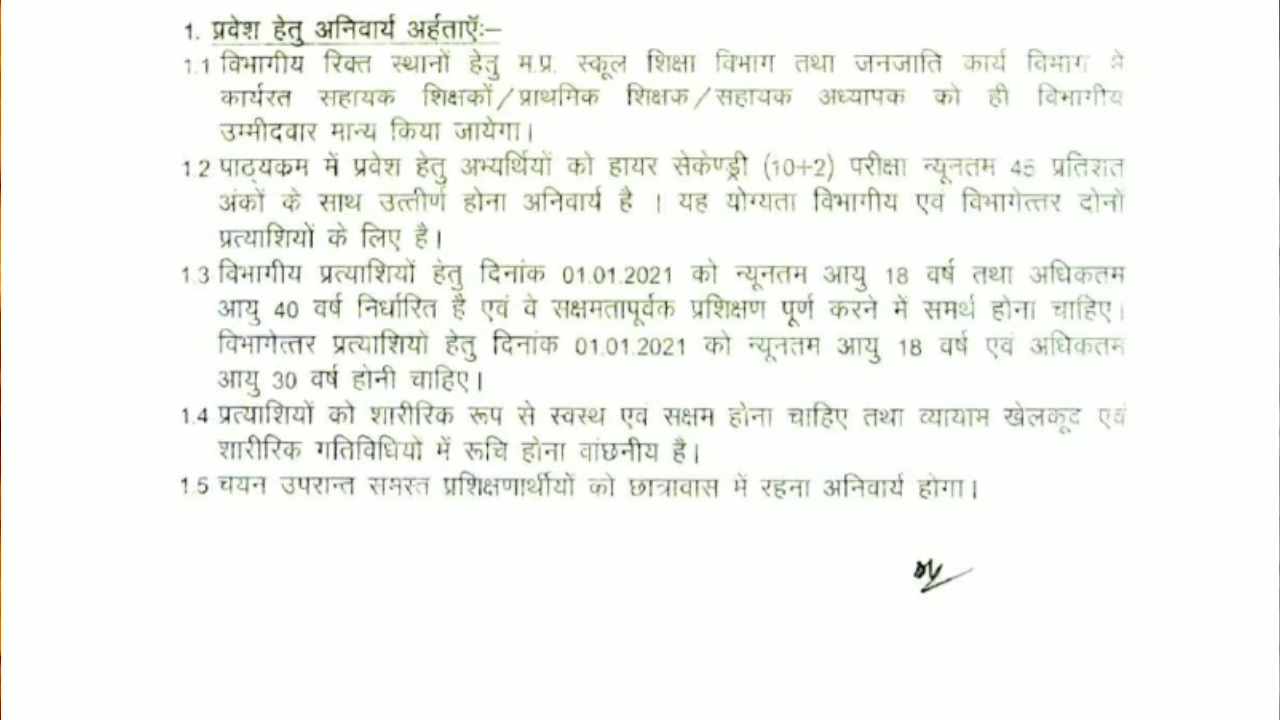 1. प्रवेश हेतु अनिवार्य अर्हताऍः–
1.1 विभागीय रिक्त स्थानों हेतु म.प्र. स्कूल शिक्षा विभाग तथा जनजाति कार्य विभाग मे
कार्यरत सहायक शिक्षकों/प्राथमिक शिक्षक/सहायक अध्यापक को ही विभागीय
उम्मीदवार मान्य किया जायेगा।
1.2 पाठ्यकम में प्रवेश हेतु अभ्यर्थियों को हायर सेकेण्ड्री (10+2) परीक्षा न्यूनतम 45 प्रतिशत
अंकों के साथ उत्तीर्ण होना अनिवार्य है । यह योग्यता विभागीय एवं विभागेत्तर दोनों
प्रत्याशियों के लिए है।
1.3 विभागीय प्रत्याशियों हेतु दिनांक 01.01.2021 को न्यूनतम आयु 18 वर्ष तथा अधिकतम
आयु 40 वर्ष निर्धारित है एवं वे सक्षमतापूर्वक प्रशिक्षण पूर्ण करने में समर्थ होना चाहिए।
विभागेत्तर प्रत्याशियों हेतु दिनांक 01.01.2021 को न्यूनतम आयु 18 वर्ष एवं अधिकतम
आयु 30 वर्ष होनी चाहिए।
1.4 प्रत्याशियों को शारीरिक रूप से स्वस्थ एवं सक्षम होना चाहिए तथा व्यायाम खेलकूद एवं
शारीरिक गतिविधियों में रूचि होना वांछनीय है।
1.5 चयन उपरान्त समस्त प्रशिक्षणार्थीयों को छात्रावास में रहना अनिवार्य होगा।